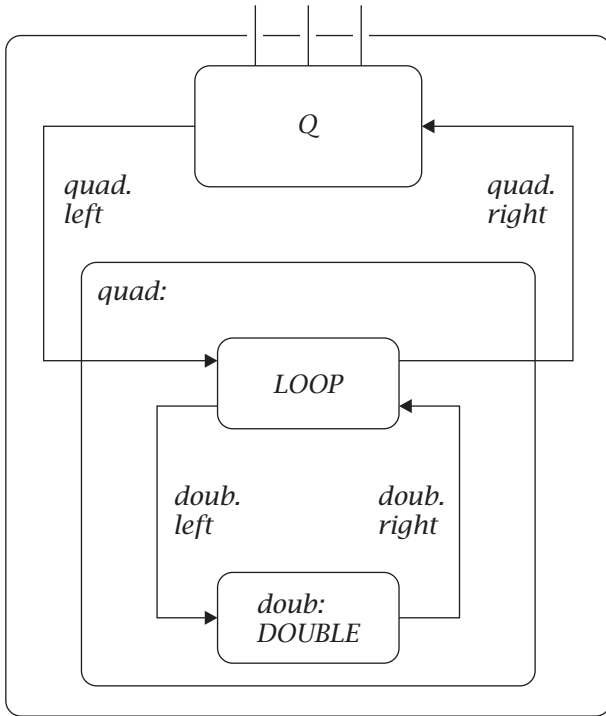 Q
quad.
left
quad.
right
quad:
LOOP
doub.
left
doub.
right
doub:
DOUBLE